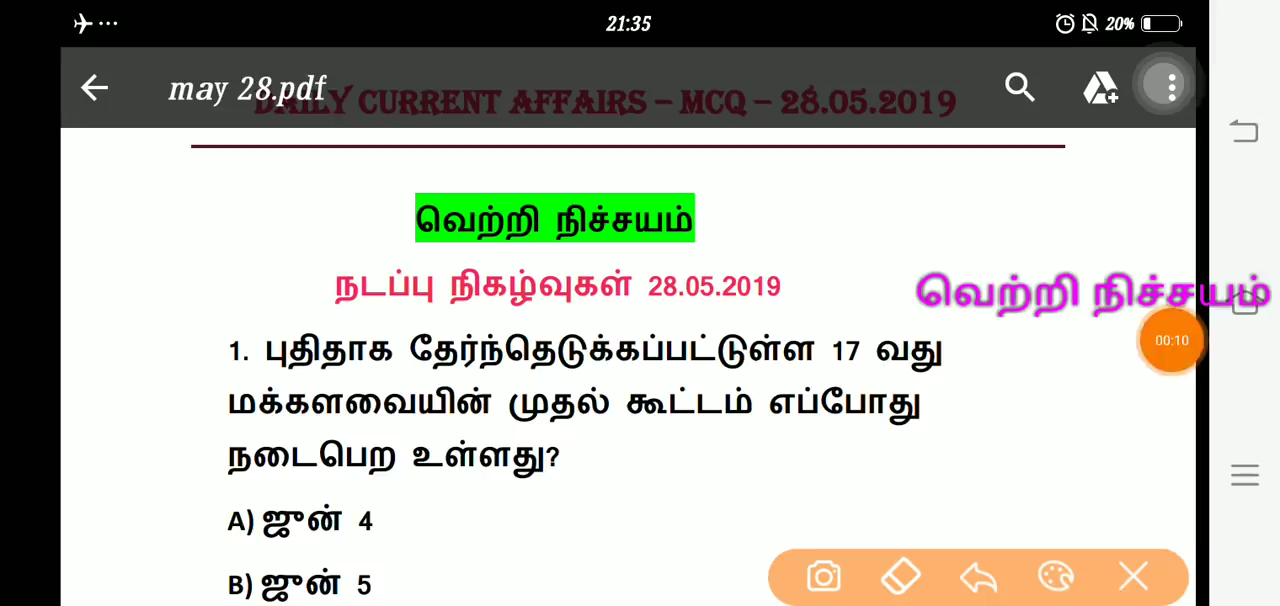 21:35
20%
may 28.pdf
DAILY CURRENT AFFAIRS – MCQ – 28.05.2019
வெற்றி நிச்சயம்
நடப்பு நிகழ்வுகள் 28.05.2019
வெற்றி நிச்சயம்
00:10
1. புதிதாக தேர்ந்தெடுக்கப்பட்டுள்ள 17 வது
மக்களவையின் முதல் கூட்டம் எப்போது
நடைபெற உள்ளது?
A) ஜுன் 4
B) ஜுன் 5